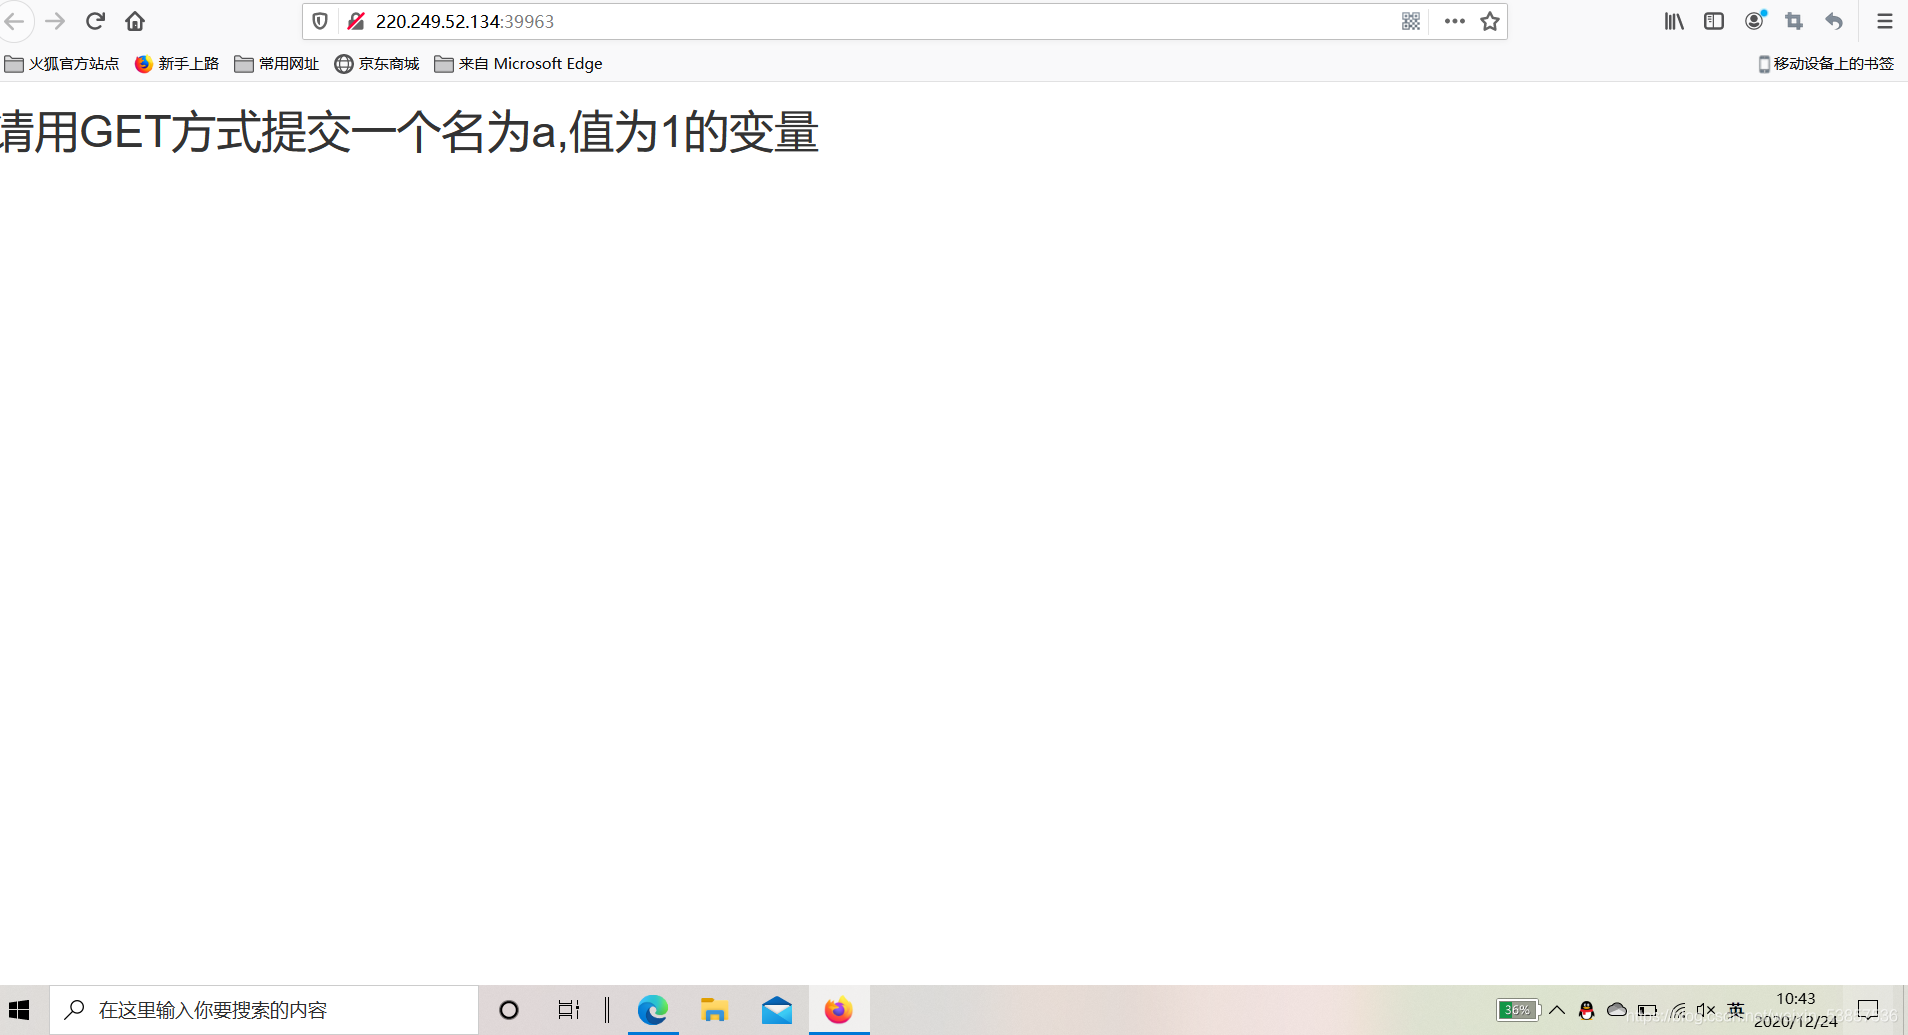 220.249.52.134:39963
火狐官方站点 新手上路 常用网址 京东商城 来自 Microsoft Edge 移动设备上的书签
请用GET方式提交一个名为a,值为1的变量
在这里输入你要搜索的内容
36% 英 10:43
2020/12/24